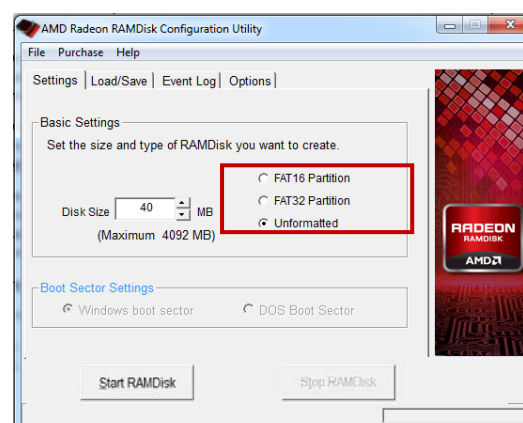 AMD Radeon RAMDisk Configuration Utility
File Purchase Help
Settings Load/Save Event Log Options
Basic Settings
Set the size and type of RAMDisk you want to create.
FAT16 Partition
FAT32 Partition
Disk Size 40 MB
Unformatted
(Maximum 4092 MB)
RADEON
RAMDISK
AMD
Boot Sector Settings
Windows boot sector DOS Boot Sector
Start RAMDisk Stop RAMDisk